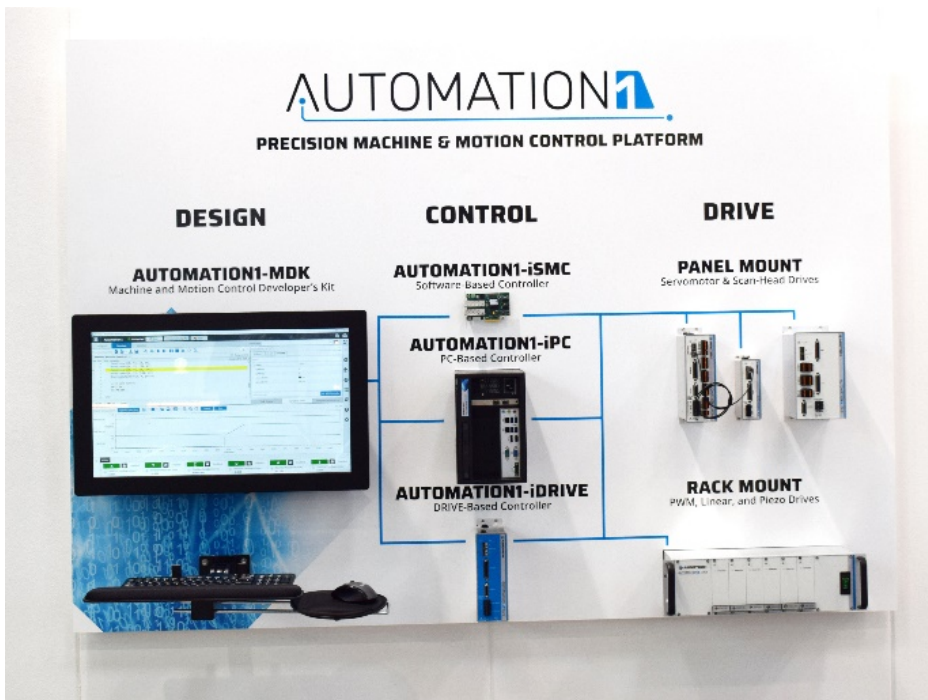 AUTOMATION1
PRECISION MACHINE & MOTION CONTROL PLATFORM
DESIGN
AUTOMATION1-MDK
Machine and Motion Control Developer's Kit
CONTROL
AUTOMATION1-iSMC
Software-Based Controller
AUTOMATION1-iPC
PC-Based Controller
AUTOMATION1-iDRIVE
DRIVE-Based Controller
DRIVE
PANEL MOUNT
Servomotor & Scan-Head Drives
RACK MOUNT
PWM, Linear, and Piezo Drives